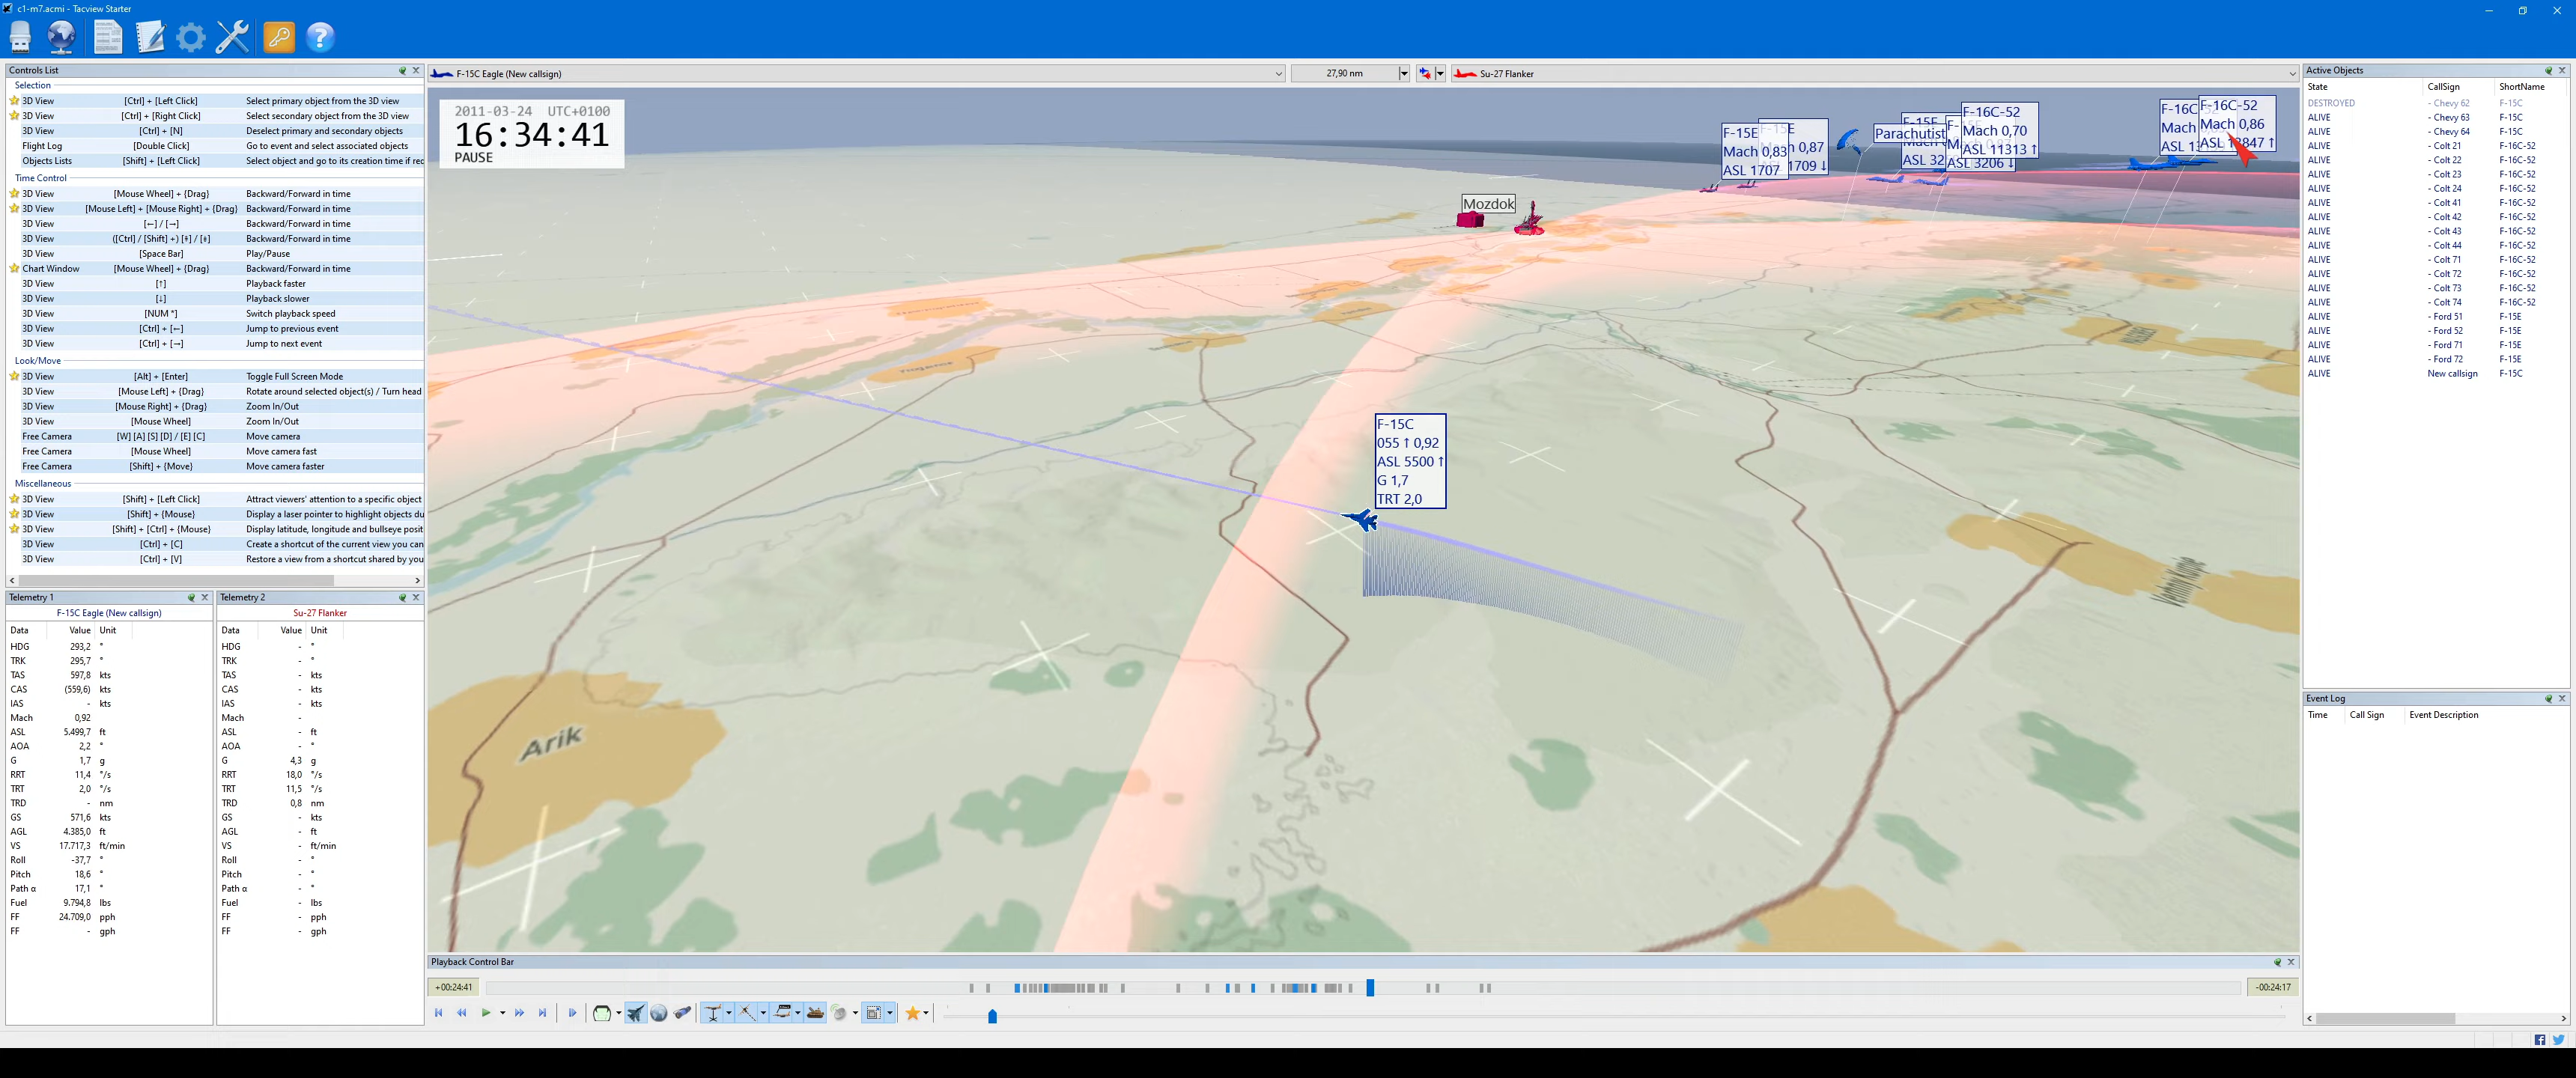 c1-m7.acmi - Tacview Starter
Controls List
Selection
3D View [Ctrl] + [Left Click] Select primary object from the 3D view
3D View [Ctrl] + [Right Click] Select secondary object from the 3D view
3D View [Ctrl] + [N] Deselect primary and secondary objects
Flight Log [Double Click] Go to event and select associated objects
Objects Lists [Shift] + [Left Click] Select object and go to its creation time if rec
Time Control
3D View [Mouse Wheel] + {Drag} Backward/Forward in time
3D View [Mouse Left] + [Mouse Right] + {Drag} Backward/Forward in time
3D View [←] / [→] Backward/Forward in time
3D View ([Ctrl] / [Shift] +) [⇞] / [⇟] Backward/Forward in time
3D View [Space Bar] Play/Pause
Chart Window [Mouse Wheel] + {Drag} Backward/Forward in time
3D View [↑] Playback faster
3D View [↓] Playback slower
3D View [NUM *] Switch playback speed
3D View [Ctrl] + [←] Jump to previous event
3D View [Ctrl] + [→] Jump to next event
Look/Move
3D View [Alt] + [Enter] Toggle Full Screen Mode
3D View [Mouse Left] + {Drag} Rotate around selected object(s) / Turn head
3D View [Mouse Right] + {Drag} Zoom In/Out
3D View [Mouse Wheel] Zoom In/Out
Free Camera [W] [A] [S] [D] / [E] [C] Move camera
Free Camera [Mouse Wheel] Move camera fast
Free Camera [Shift] + {Move} Move camera faster
Miscellaneous
3D View [Shift] + [Left Click] Attract viewers' attention to a specific object
3D View [Shift] + {Mouse} Display a laser pointer to highlight objects du
3D View [Shift] + [Ctrl] + {Mouse} Display latitude, longitude and bullseye posit
3D View [Ctrl] + [C] Create a shortcut of the current view you can
3D View [Ctrl] + [V] Restore a view from a shortcut shared by you
Telemetry 1
F-15C Eagle (New callsign)
Data Value Unit
HDG 293,2 °
TRK 295,7 °
TAS 597,8 kts
CAS (559,6) kts
IAS - kts
Mach 0,92
ASL 5.499,7 ft
AOA 2,2 °
G 1,7 g
RRT 11,4 °/s
TRT 2,0 °/s
TRD - nm
GS 571,6 kts
AGL 4.385,0 ft
VS 17.717,3 ft/min
Roll -37,7 °
Pitch 18,6 °
Path α 17,1 °
Fuel 9.794,8 lbs
FF 24.709,0 pph
FF - gph
Telemetry 2
Su-27 Flanker
Data Value Unit
HDG - °
TRK - °
TAS - kts
CAS - kts
IAS - kts
Mach -
ASL - ft
AOA - °
G 4,3 g
RRT 18,0 °/s
TRT 11,5 °/s
TRD 0,8 nm
GS - kts
AGL - ft
VS - ft/min
Roll - °
Pitch - °
Path α - °
Fuel - lbs
FF - pph
FF - gph
F-15C Eagle (New callsign)
27,90 nm
Su-27 Flanker
2011-03-24 UTC+0100
16:34:41
PAUSE
Mozdok
F-15E
Mach 0,83
ASL 1707
0,87
1709 ↓
Parachutist
F-15E
ASL 32
F-16C-52
Mach 0,70
ASL 11313 ↑
ASL 3206 ↓
F-16C
Mach
F-16C-52
Mach 0,86
F-15C
055 ↑ 0,92
ASL 5500 ↑
G 1,7
TRT 2,0
Arik
Playback Control Bar
+00:24:41
-00:24:17
Active Objects
State CallSign ShortName
DESTROYED - Chevy 62 F-15C
ALIVE - Chevy 63 F-15C
ALIVE - Chevy 64 F-15C
ALIVE - Colt 21 F-16C-52
ALIVE - Colt 22 F-16C-52
ALIVE - Colt 23 F-16C-52
ALIVE - Colt 24 F-16C-52
ALIVE - Colt 41 F-16C-52
ALIVE - Colt 42 F-16C-52
ALIVE - Colt 43 F-16C-52
ALIVE - Colt 44 F-16C-52
ALIVE - Colt 71 F-16C-52
ALIVE - Colt 72 F-16C-52
ALIVE - Colt 73 F-16C-52
ALIVE - Colt 74 F-16C-52
ALIVE - Ford 51 F-15E
ALIVE - Ford 52 F-15E
ALIVE - Ford 71 F-15E
ALIVE - Ford 72 F-15E
ALIVE New callsign F-15C
Event Log
Time Call Sign Event Description